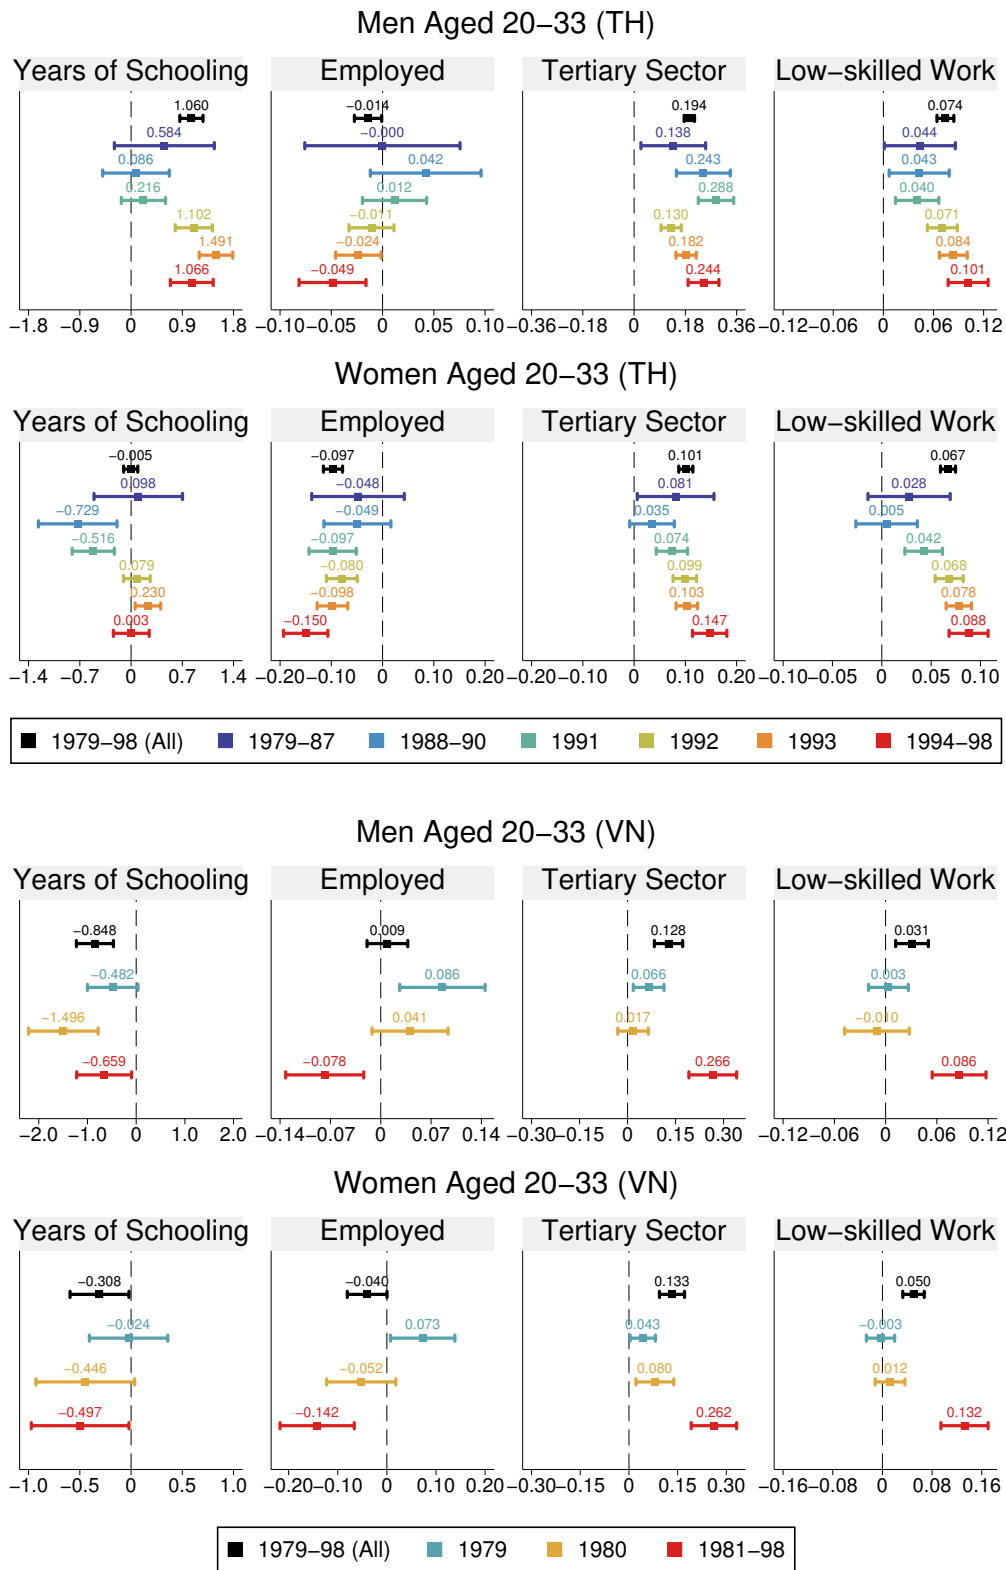 Men Aged 20−33 (TH)
Years of Schooling
Employed
Tertiary Sector
Low−skilled Work
1.060
0.584
0.086
0.216
1.102
1.491
1.066
−0.014
−0.000
0.042
0.012
−0.011
−0.024
−0.049
0.194
0.138
0.243
0.288
0.130
0.182
0.244
0.074
0.044
0.043
0.040
0.071
0.084
0.101
−1.8 −0.9 0 0.9 1.8
−0.10 −0.05 0 0.05 0.10
−0.36 −0.18 0 0.18 0.36
−0.12 −0.06 0 0.06 0.12
Women Aged 20−33 (TH)
Years of Schooling
Employed
Tertiary Sector
Low−skilled Work
−0.005
0.098
−0.729
−0.516
0.079
0.230
0.003
−0.097
−0.048
−0.049
−0.097
−0.080
−0.098
−0.150
0.101
0.081
0.035
0.074
0.099
0.103
0.147
0.067
0.028
0.005
0.042
0.068
0.078
0.088
−1.4 −0.7 0 0.7 1.4
−0.20 −0.10 0 0.10 0.20
−0.20 −0.10 0 0.10 0.20
−0.10 −0.05 0 0.05 0.10
1979−98 (All) 1979−87 1988−90 1991 1992 1993 1994−98
Men Aged 20−33 (VN)
Years of Schooling
Employed
Tertiary Sector
Low−skilled Work
−0.848
−0.482
−1.496
−0.659
0.009
0.086
0.041
−0.078
0.128
0.066
0.017
0.266
0.031
0.003
−0.010
0.086
−2.0 −1.0 0 1.0 2.0
−0.14 −0.07 0 0.07 0.14
−0.30 −0.15 0 0.15 0.30
−0.12 −0.06 0 0.06 0.12
Women Aged 20−33 (VN)
Years of Schooling
Employed
Tertiary Sector
Low−skilled Work
−0.308
−0.024
−0.446
−0.497
−0.040
0.073
−0.052
−0.142
0.133
0.043
0.080
0.262
0.050
−0.003
0.012
0.132
−1.0 −0.5 0 0.5 1.0
−0.20 −0.10 0 0.10 0.20
−0.30 −0.15 0 0.15 0.30
−0.16 −0.08 0 0.08 0.16
1979−98 (All) 1979 1980 1981−98